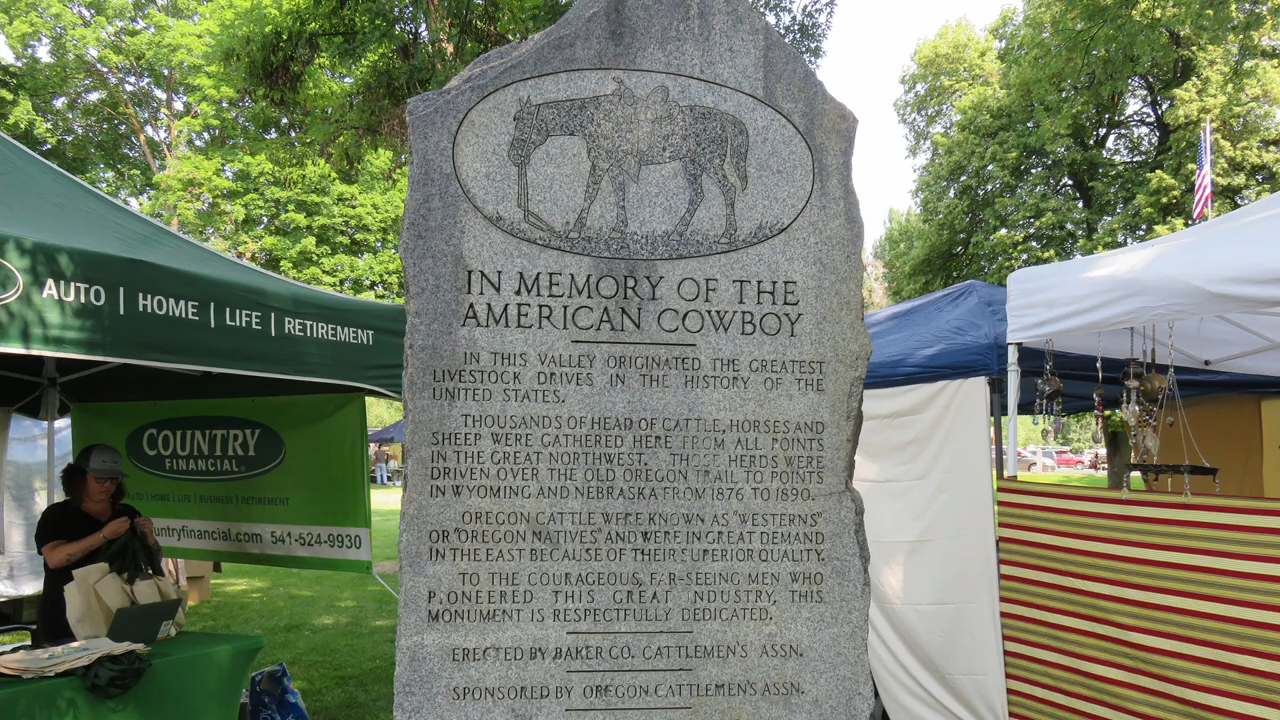 AUTO | HOME | LIFE | RETIREMENT
COUNTRY
FINANCIAL®
AUTO | HOME | LIFE | BUSINESS | RETIREMENT
untryfinancial.com 541-524-9930
IN MEMORY OF THE
AMERICAN COWBOY
IN THIS VALLEY ORIGINATED THE GREATEST
LIVESTOCK DRIVES IN THE HISTORY OF THE
UNITED STATES.
THOUSANDS OF HEAD OF CATTLE, HORSES AND
SHEEP WERE GATHERED HERE FROM ALL POINTS
IN THE GREAT NORTHWEST. THOSE HERDS WERE
DRIVEN OVER THE OLD OREGON TRAIL TO POINTS
IN WYOMING AND NEBRASKA FROM 1876 TO 1890.
OREGON CATTLE WERE KNOWN AS "WESTERNS"
OR "OREGON NATIVES" AND WERE IN GREAT DEMAND
IN THE EAST BECAUSE OF THEIR SUPERIOR QUALITY.
TO THE COURAGEOUS, FAR-SEEING MEN WHO
PIONEERED THIS GREAT INDUSTRY, THIS
MONUMENT IS RESPECTFULLY DEDICATED.
ERECTED BY BAKER CO. CATTLEMEN'S ASSN.
SPONSORED BY OREGON CATTLEMEN'S ASSN.